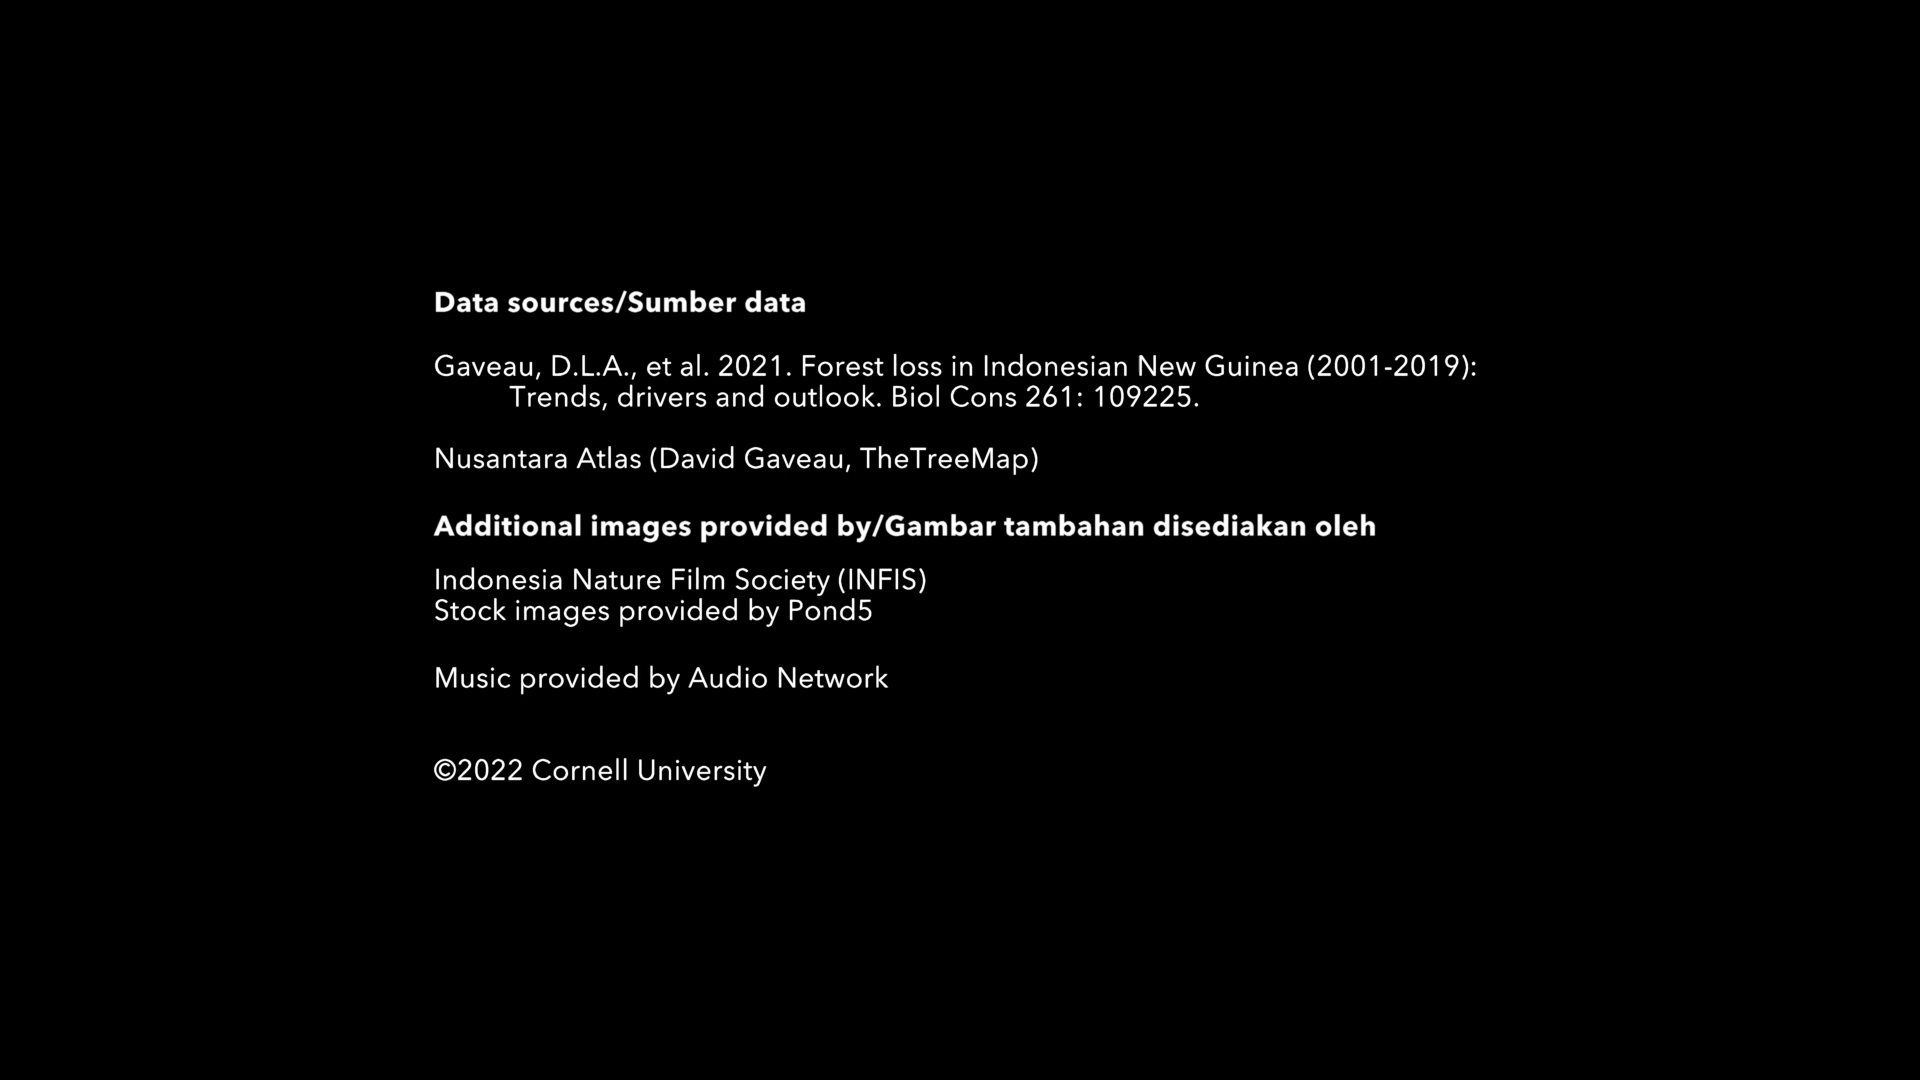 Data sources/Sumber data
Gaveau, D.L.A., et al. 2021. Forest loss in Indonesian New Guinea (2001-2019):
Trends, drivers and outlook. Biol Cons 261: 109225.
Nusantara Atlas (David Gaveau, TheTreeMap)
Additional images provided by/Gambar tambahan disediakan oleh
Indonesia Nature Film Society (INFIS)
Stock images provided by Pond5
Music provided by Audio Network
©2022 Cornell University